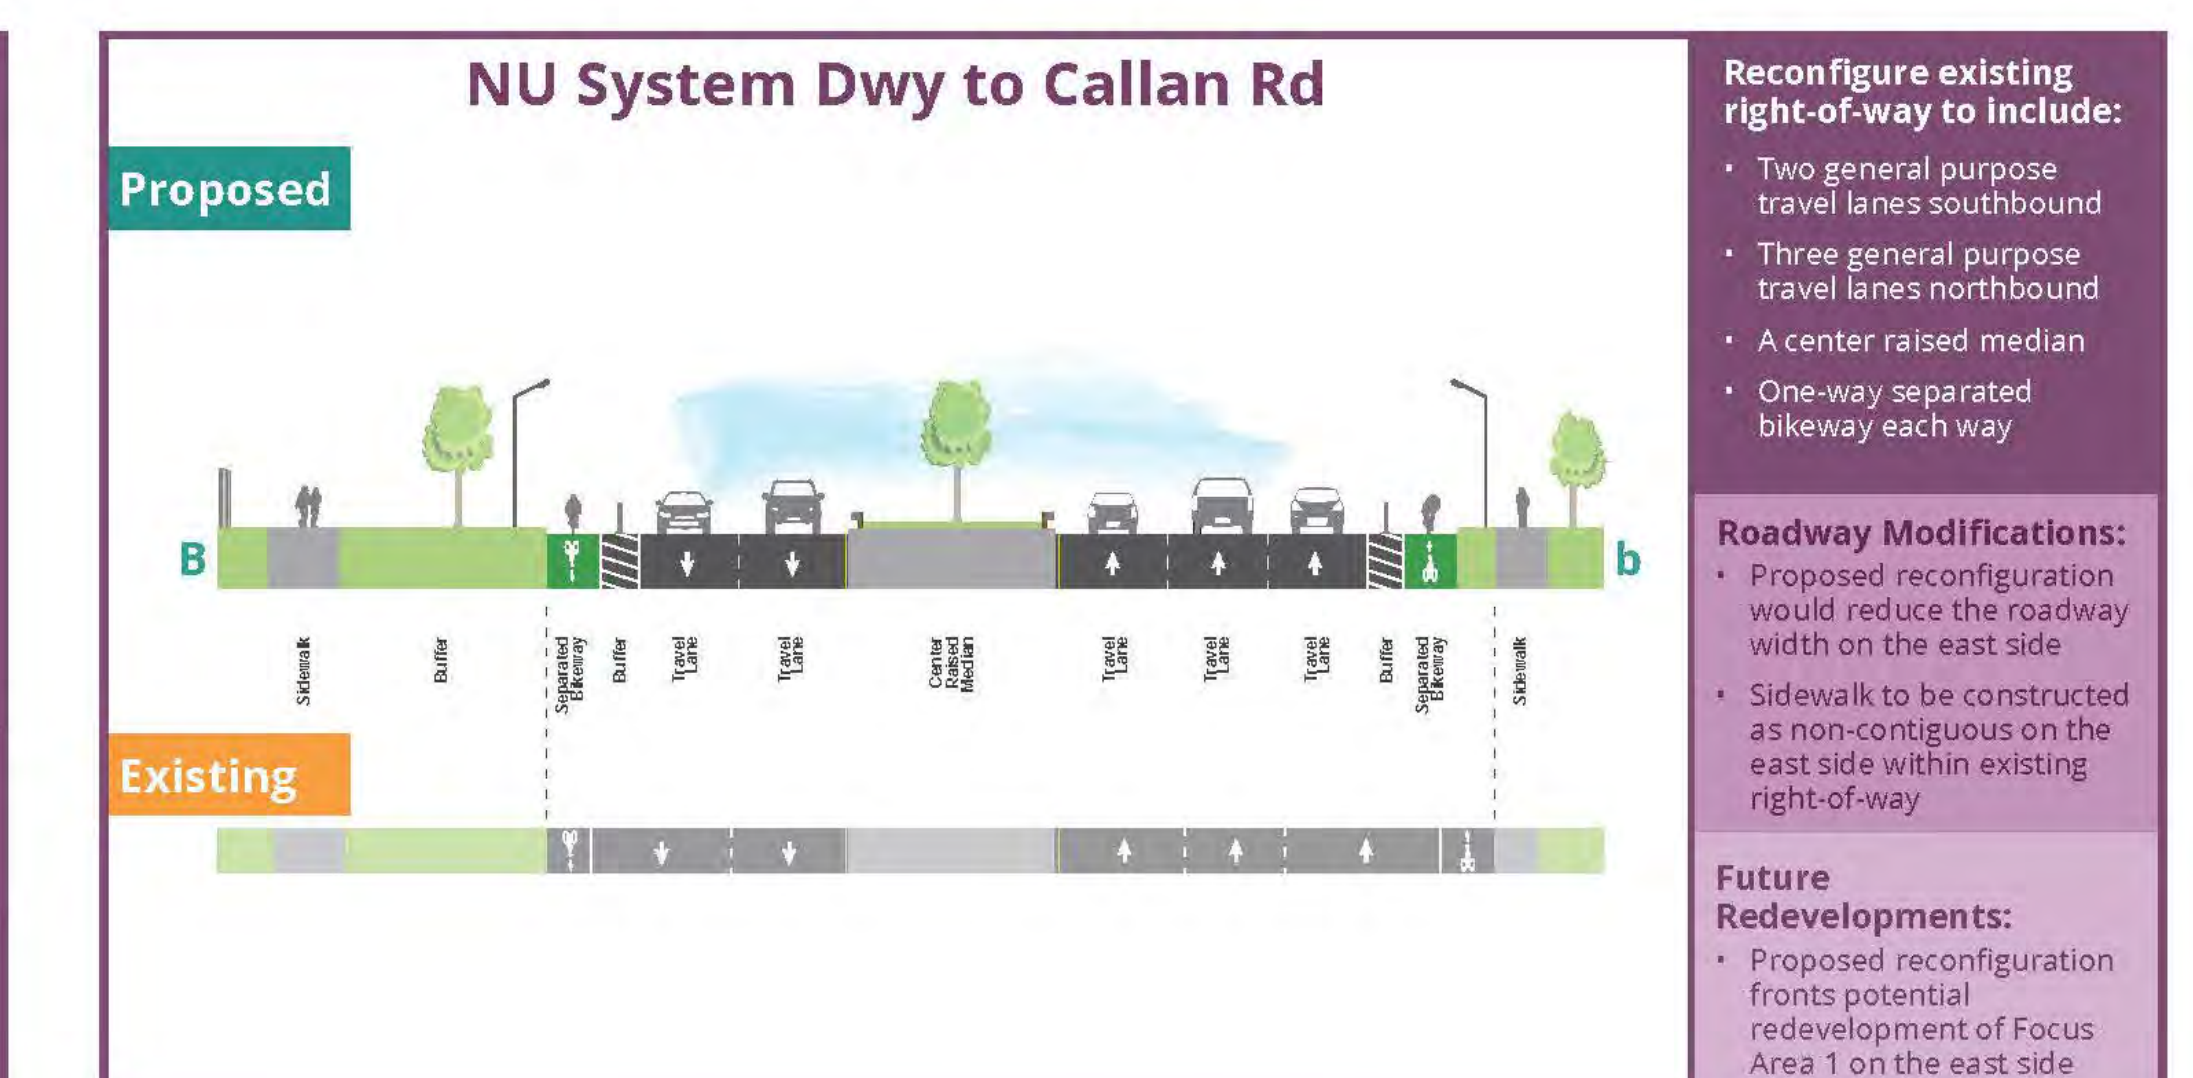 NU System Dwy to Callan Rd
Proposed
B
b
Sidewalk
Buffer
Separated
Bikeway
Buffer
Travel
Lane
Travel
Lane
Center
Raised
Median
Travel
Lane
Travel
Lane
Travel
Lane
Buffer
Separated
Bikeway
Sidewalk
Existing
Reconfigure existing
right-of-way to include:
· Two general purpose
travel lanes southbound
· Three general purpose
travel lanes northbound
· A center raised median
· One-way separated
bikeway each way
Roadway Modifications:
· Proposed reconfiguration
would reduce the roadway
width on the east side
· Sidewalk to be constructed
as non-contiguous on the
east side within existing
right-of-way
Future
Redevelopments:
· Proposed reconfiguration
fronts potential
redevelopment of Focus
Area 1 on the east side